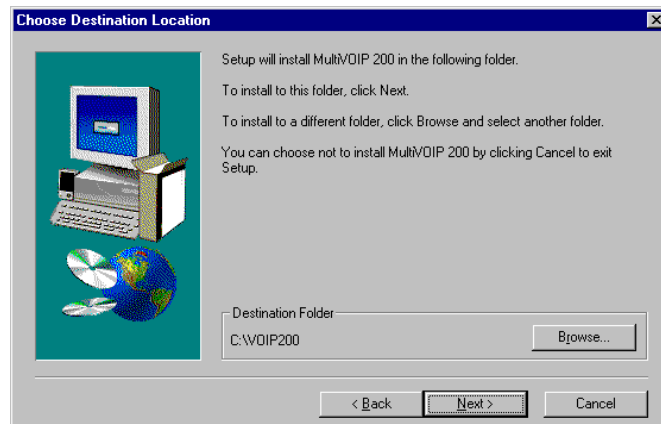 Choose Destination Location
Setup will install MultiVOIP 200 in the following folder.
To install to this folder, click Next.
To install to a different folder, click Browse and select another folder.
You can choose not to install MultiVOIP 200 by clicking Cancel to exit
Setup.
Destination Folder
C:\VOIP200
Browse...
< Back
Next >
Cancel